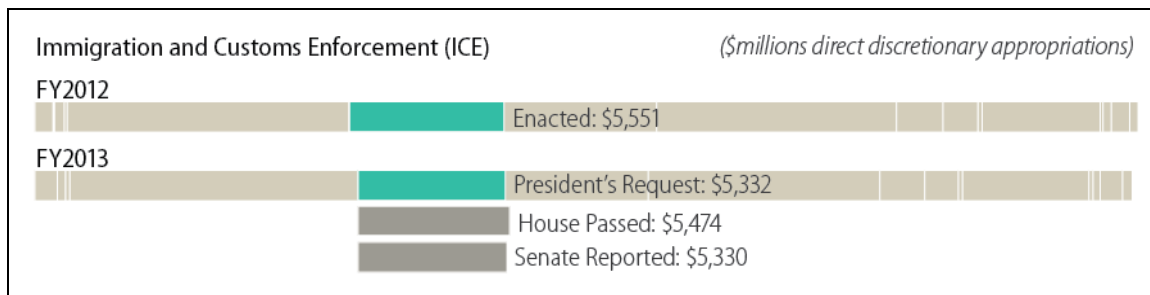 Immigration and Customs Enforcement (ICE)
($millions direct discretionary appropriations)
FY2012
Enacted: $5,551
FY2013
President’s Request: $5,332
House Passed: $5,474
Senate Reported: $5,330